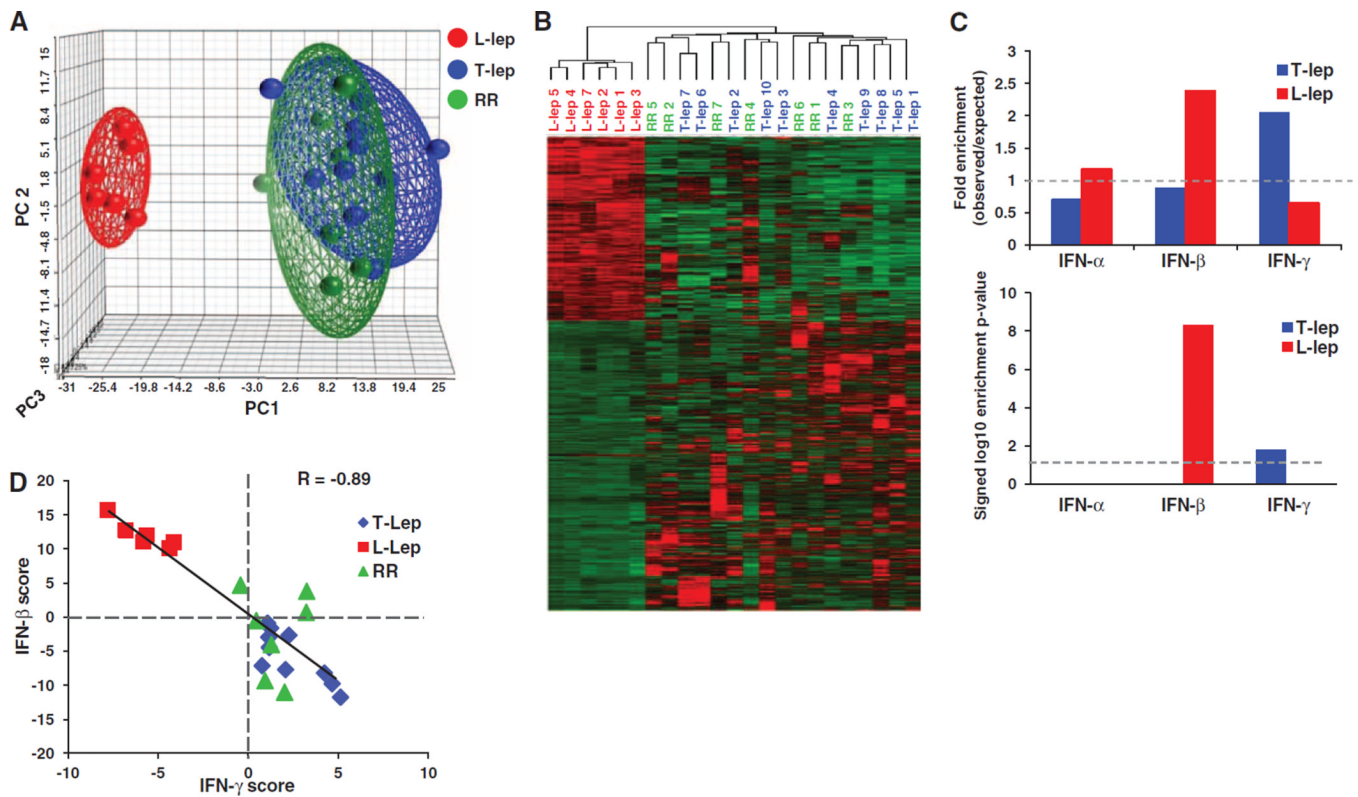 A
L-lep
T-lep
RR
PC 2
15
11.7
8.4
5.1
1.8
-1.5
-4.8
-8.1
11.4
-14.7
-18
PC3
-31 -25.4 -19.8 -14.2 -8.6 -3.0 2.6 8.2 13.8 19.4 25
PC1
B
L-lep 5
L-lep 4
L-lep 7
L-lep 2
L-lep 1
L-lep 3
RR 5
RR 2
T-lep 7
T-lep 6
RR 7
T-lep 2
RR 4
T-lep 10
T-lep 3
RR 6
RR 1
T-lep 4
RR 3
T-lep 9
T-lep 8
T-lep 5
T-lep 1
C
Fold enrichment
(observed/expected)
3
2.5
2
1.5
1
0.5
0
T-lep
L-lep
IFN-α IFN-β IFN-γ
Signed log10 enrichment p-value
10
8
6
4
2
0
T-lep
L-lep
IFN-α IFN-β IFN-γ
D
R = -0.89
IFN-β score
20
15
10
5
0
-5
-10
-15
-20
T-Lep
L-Lep
RR
-10 -5 0 5 10
IFN-γ score